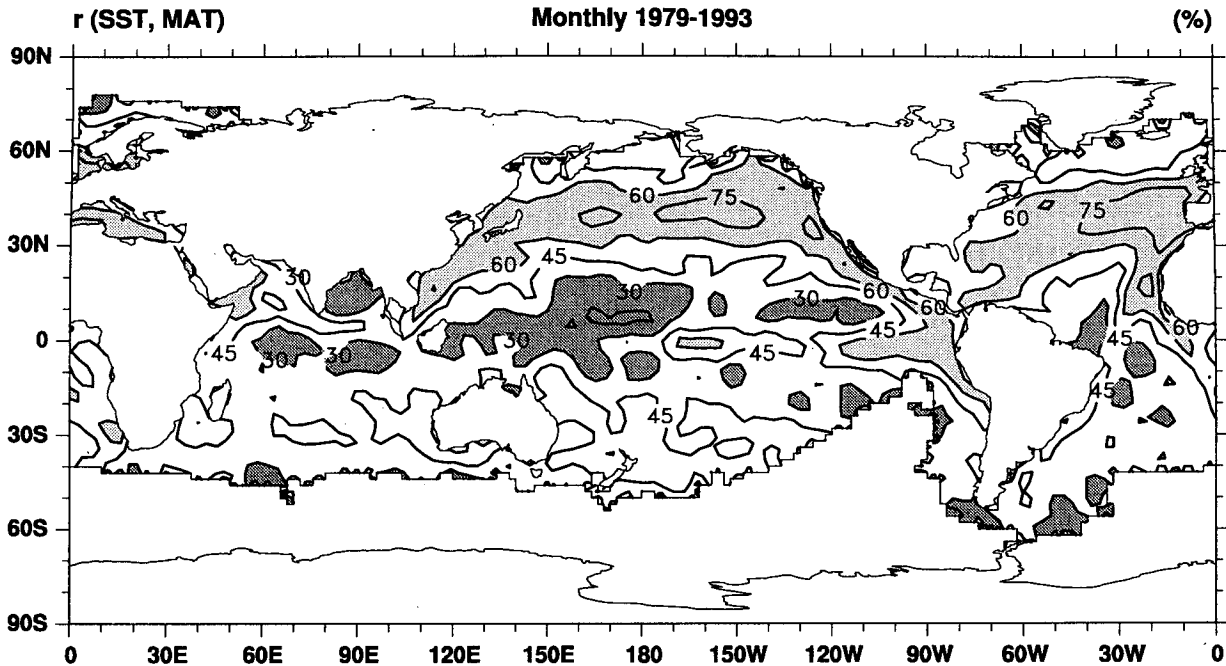 r (SST, MAT) Monthly 1979-1993 (%)
90N
60N
60 75 60 75
30N
30 60 45 60
30 30 60
0 45 30 30 30 45 45 45 60
45 45
30S
60S
90S
0 30E 60E 90E 120E 150E 180 150W 120W 90W 60W 30W 0